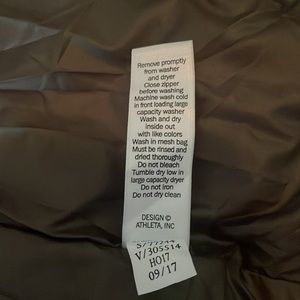 Remove promptly
from washer
and dryer
Close zipper
before washing
Machine wash cold
in front loading large
capacity washer
Wash and dry
inside out
with like colors
Wash in mesh bag
Must be rinsed and
dried thoroughly
Do not bleach
Tumble dry low in
large capacity dryer
Do not iron
Do not dry clean
DESIGN ©
ATHLETA, INC
V/305514
HO17
09/17